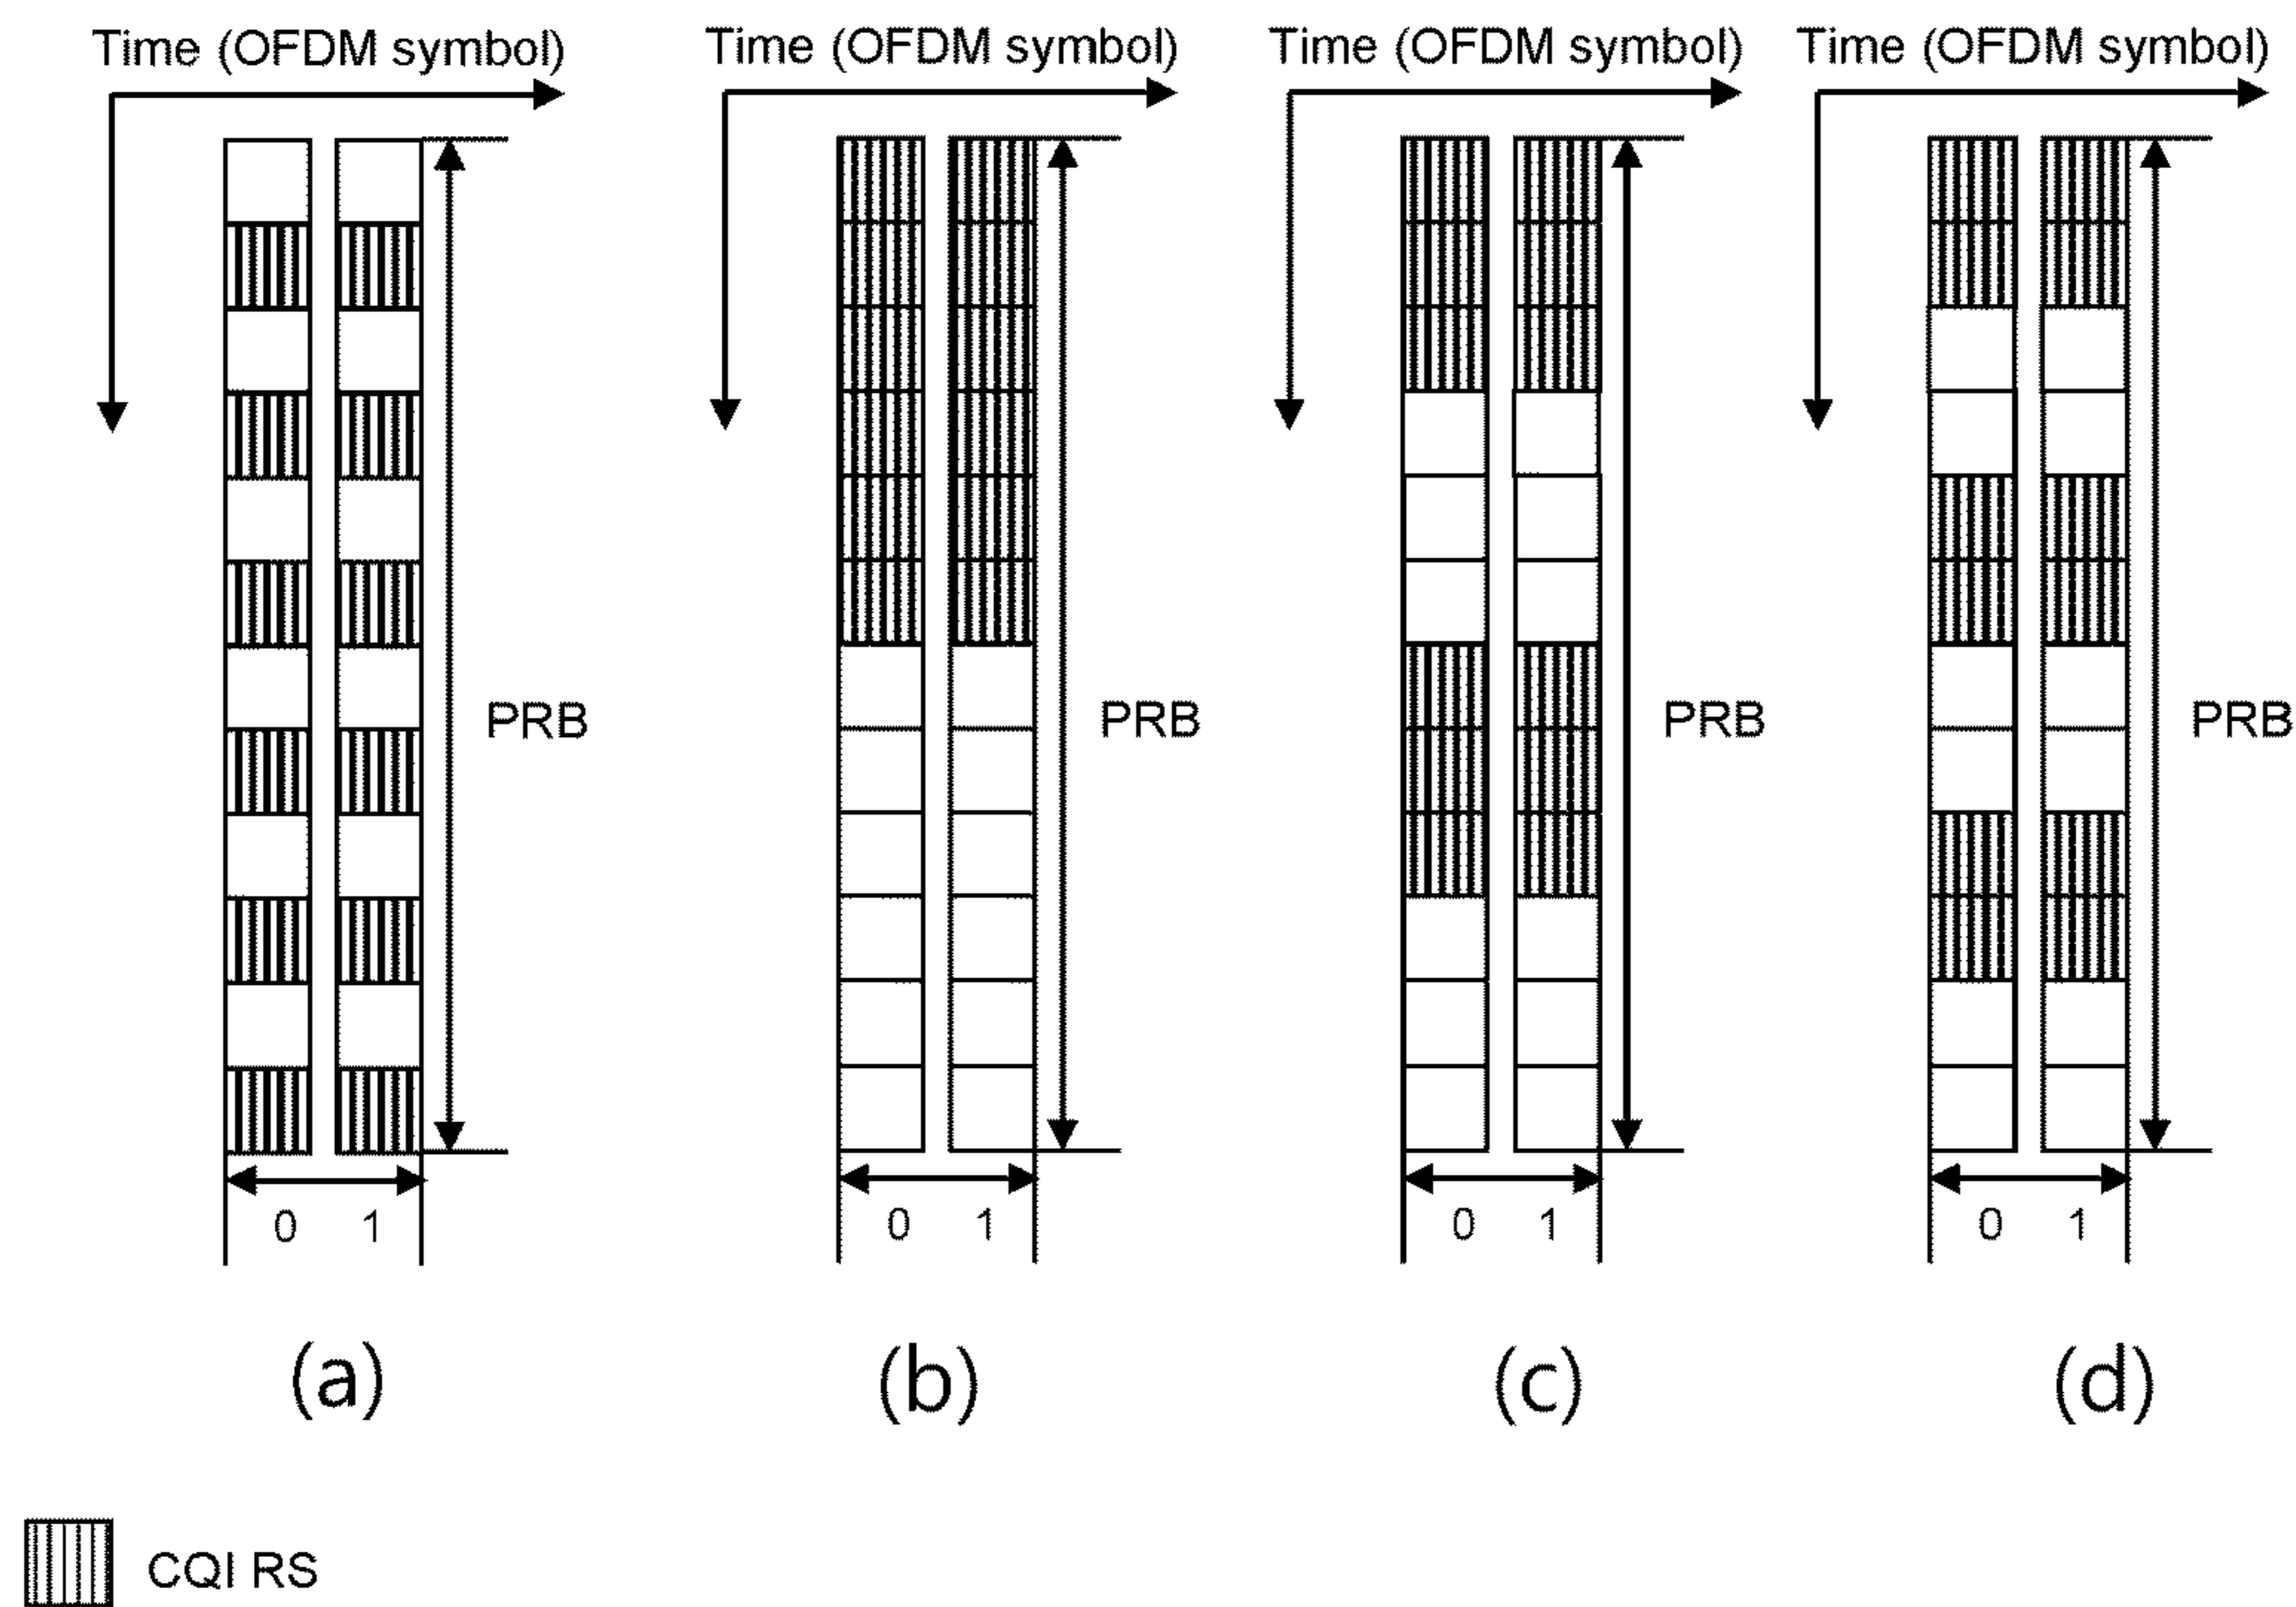 Time (OFDM symbol) Time (OFDM symbol) Time (OFDM symbol) Time (OFDM symbol)
PRB PRB PRB PRB
0 1 0 1 0 1 0 1
(a) (b) (c) (d)
CQI RS